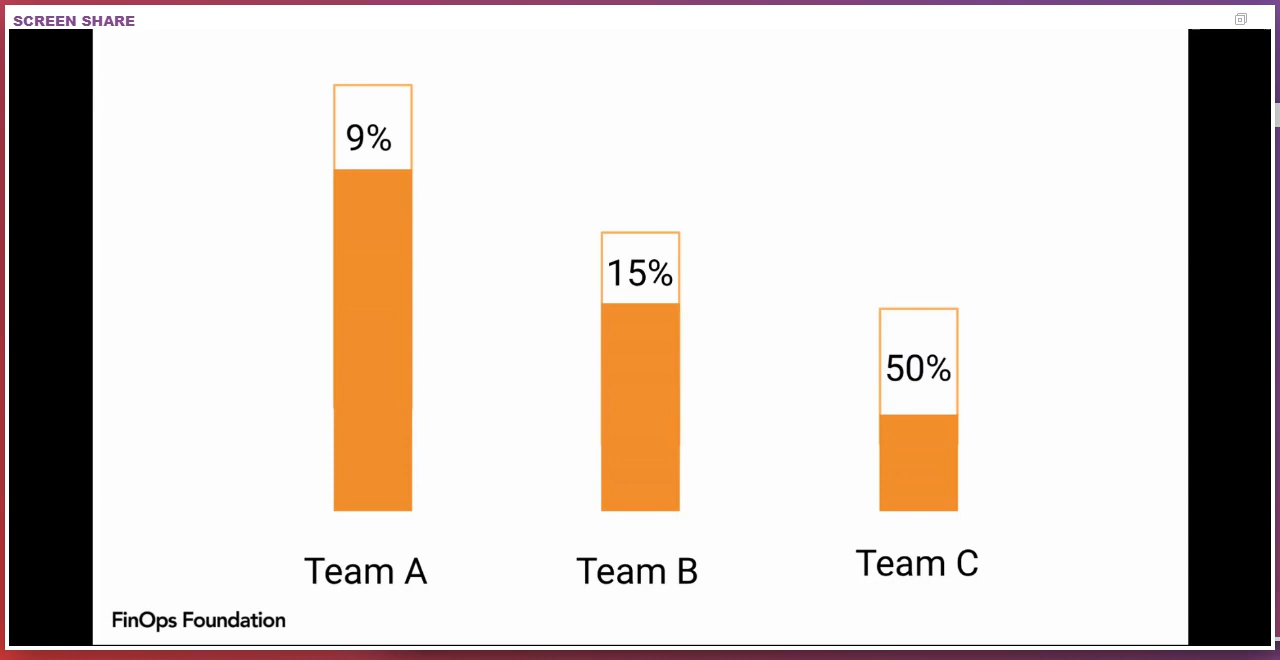 SCREEN SHARE
9%
15%
50%
Team A
Team B
Team C
FinOps Foundation